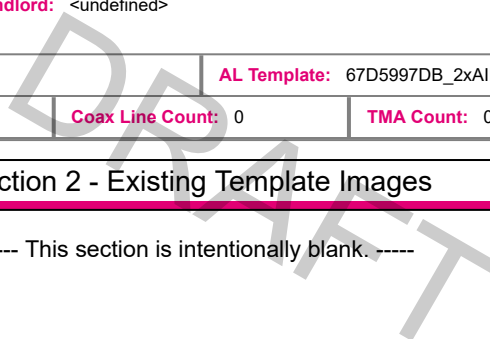 ndlord: <undefined>
AL Template: 67D5997DB_2xAI
Coax Line Count: 0 TMA Count: 0
ction 2 - Existing Template Images
--- This section is intentionally blank. -----
DRAFT